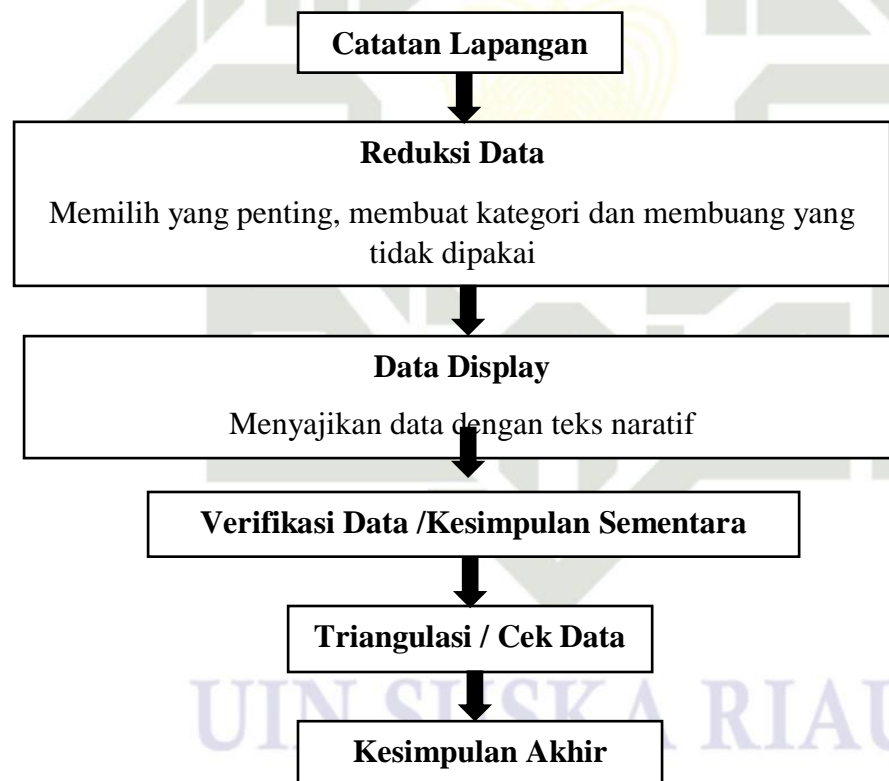 Catatan Lapangan
Reduksi Data
Memilih yang penting, membuat kategori dan membuang yang
tidak dipakai
Data Display
Menyajikan data dengan teks naratif
Verifikasi Data /Kesimpulan Sementara
Triangulasi / Cek Data
UIN SUSKA RIAU
Kesimpulan Akhir